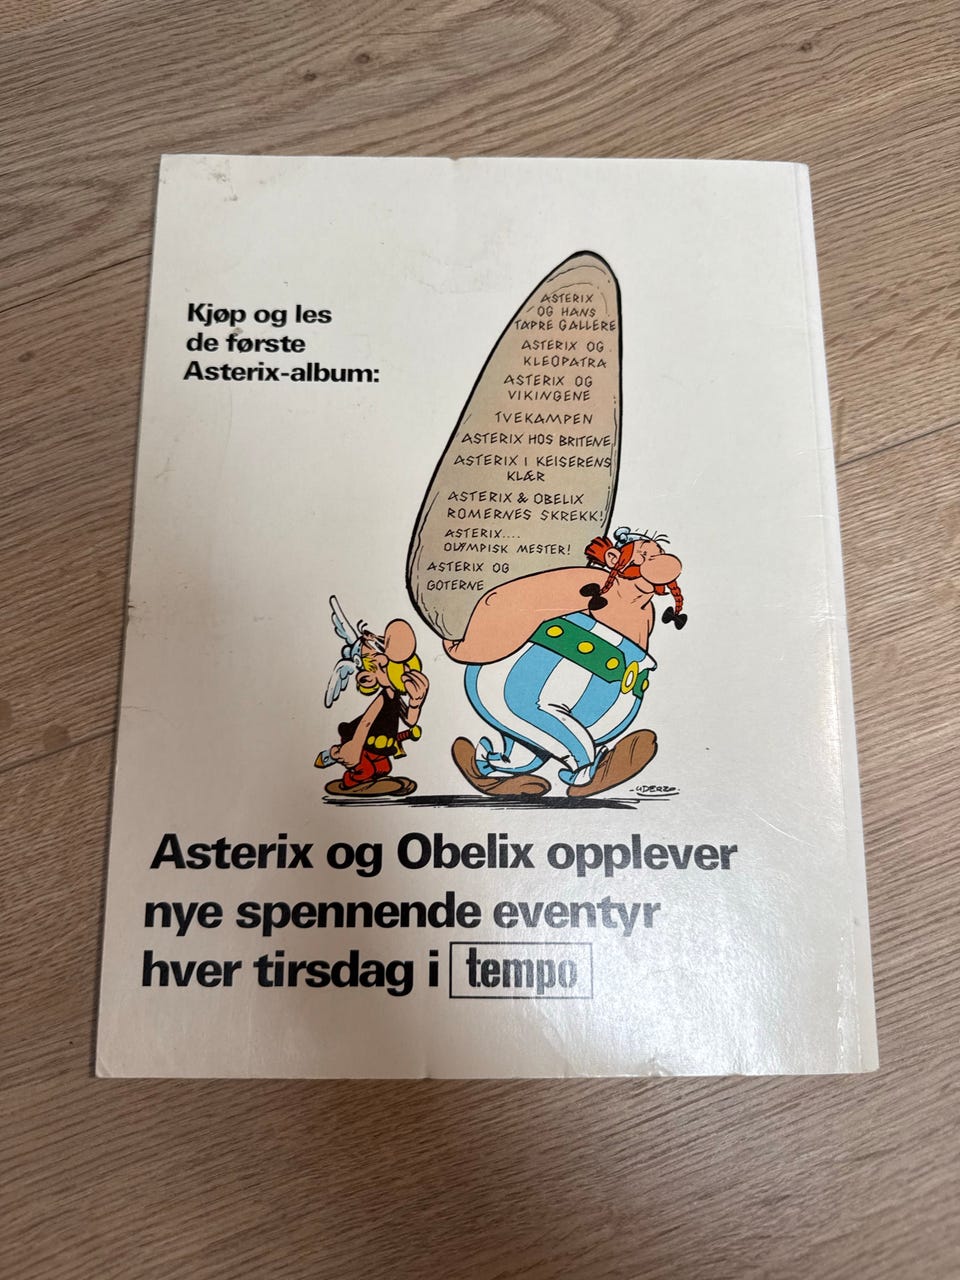 Kjøp og les
de første
Asterix-album:
ASTERIX
OG HANS
TAPRE GALLERE
ASTERIX OG
KLEOPATRA
ASTERIX OG
VIKINGENE
TVEKAMPEN
ASTERIX HOS BRITENE
ASTERIX I KEISERENS
KLÆR
ASTERIX & OBELIX
ROMERNES SKREKK!
ASTERIX....
OLYMPISK MESTER!
ASTERIX OG
GOTERNE
-UDERZO-
Asterix og Obelix opplever
nye spennende eventyr
hver tirsdag i tempo